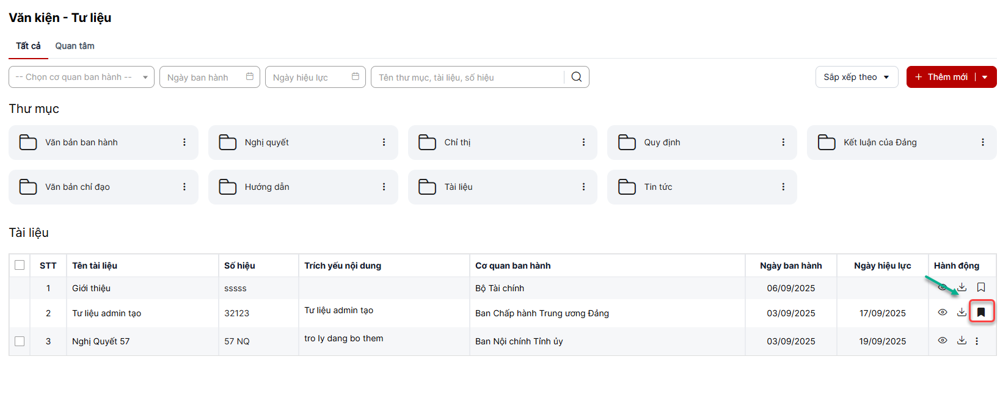 Văn kiện - Tư liệu
Tất cả Quan tâm
-- Chọn cơ quan ban hành -- Ngày ban hành Ngày hiệu lực Tên thư mục, tài liệu, số hiệu Sắp xếp theo + Thêm mới
Thư mục
Văn bản ban hành Nghị quyết Chỉ thị Quy định Kết luận của Đảng
Văn bản chỉ đạo Hướng dẫn Tài liệu Tin tức
Tài liệu
STT Tên tài liệu Số hiệu Trích yếu nội dung Cơ quan ban hành Ngày ban hành Ngày hiệu lực Hành động
1 Giới thiệu sssss Bộ Tài chính 06/09/2025
2 Tư liệu admin tạo 32123 Tư liệu admin tạo Ban Chấp hành Trung ương Đảng 03/09/2025 17/09/2025
3 Nghị Quyết 57 57 NQ tro ly dang bo them Ban Nội chính Tỉnh ủy 03/09/2025 19/09/2025